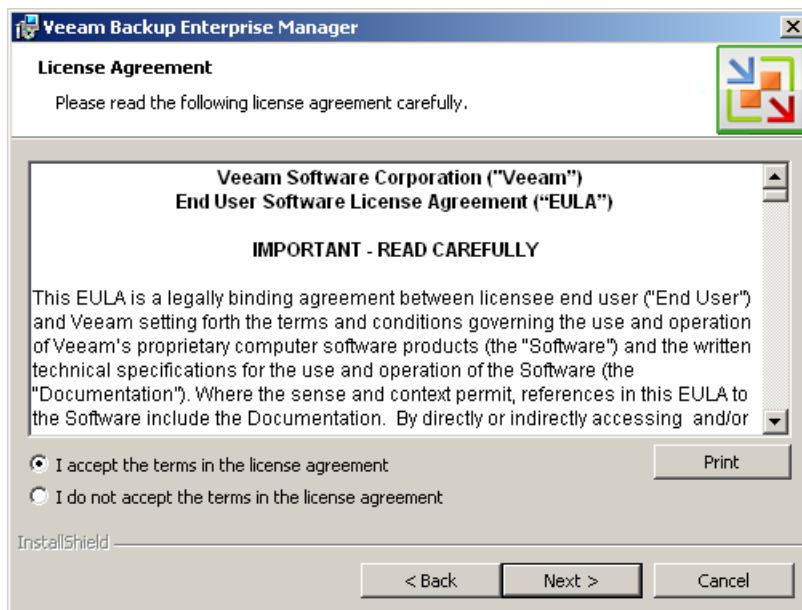 Veeam Backup Enterprise Manager
License Agreement
Please read the following license agreement carefully.
Veeam Software Corporation ("Veeam")
End User Software License Agreement (“EULA”)
IMPORTANT - READ CAREFULLY
This EULA is a legally binding agreement between licensee end user ("End User")
and Veeam setting forth the terms and conditions governing the use and operation
of Veeam's proprietary computer software products (the "Software") and the written
technical specifications for the use and operation of the Software (the
"Documentation"). Where the sense and context permit, references in this EULA to
the Software include the Documentation.  By directly or indirectly accessing  and/or
I accept the terms in the license agreement
Print
I do not accept the terms in the license agreement
InstallShield
< Back
Next >
Cancel